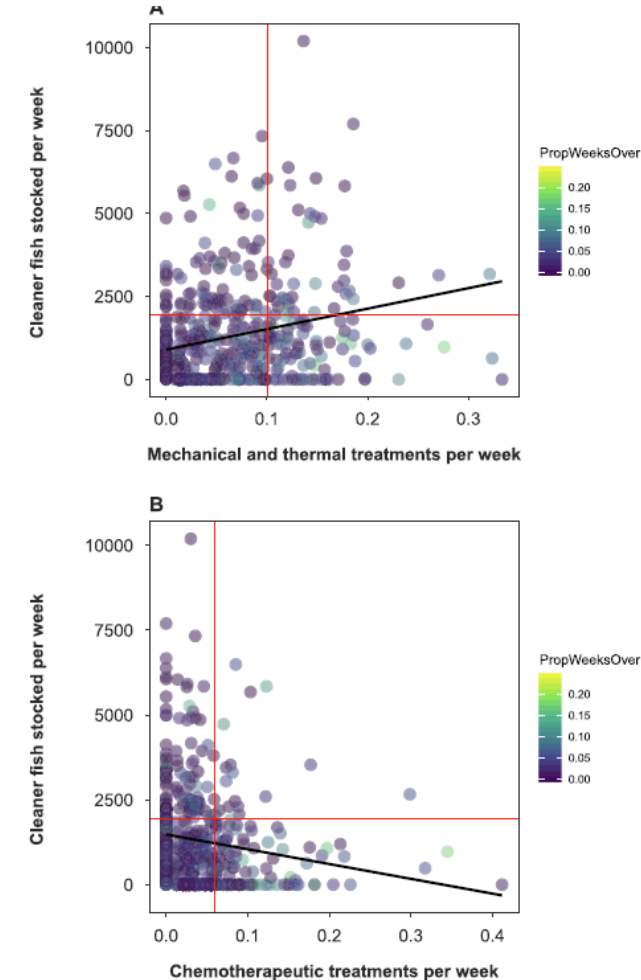 A
10000
7500
5000
2500
0
Cleaner fish stocked per week
0.0 0.1 0.2 0.3
Mechanical and thermal treatments per week
PropWeeksOver
0.20
0.15
0.10
0.05
0.00
B
10000
7500
5000
2500
0
Cleaner fish stocked per week
0.0 0.1 0.2 0.3 0.4
Chemotherapeutic treatments per week
PropWeeksOver
0.20
0.15
0.10
0.05
0.00